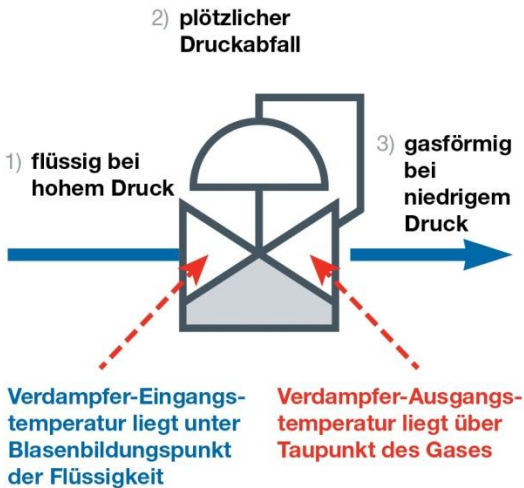 2) plötzlicher
Druckabfall
1) flüssig bei
hohem Druck
3) gasförmig
bei
niedrigem
Druck
Verdampfer-Eingangs-
temperatur liegt unter
Blasenbildungspunkt
der Flüssigkeit
Verdampfer-Ausgangs-
temperatur liegt über
Taupunkt des Gases